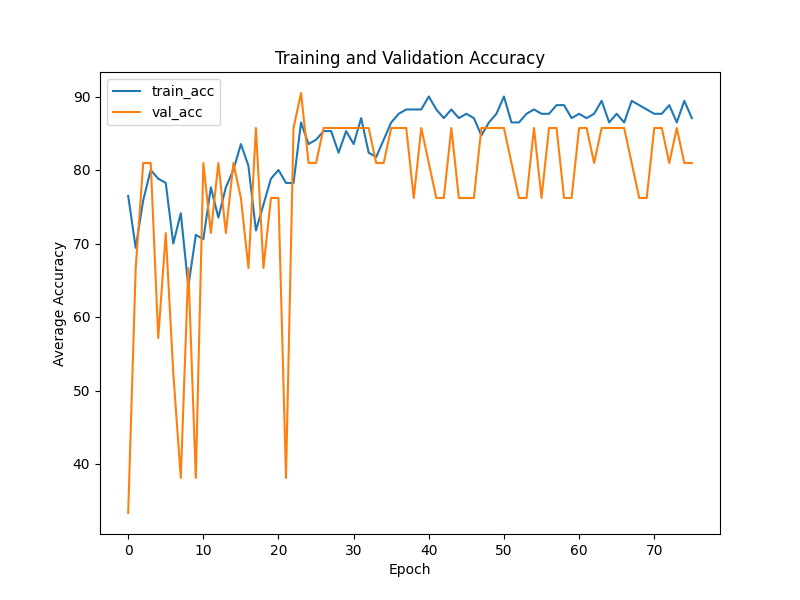 Training and Validation Accuracy
train_acc
val_acc
Average Accuracy
90
80
70
60
50
40
0 10 20 30 40 50 60 70
Epoch